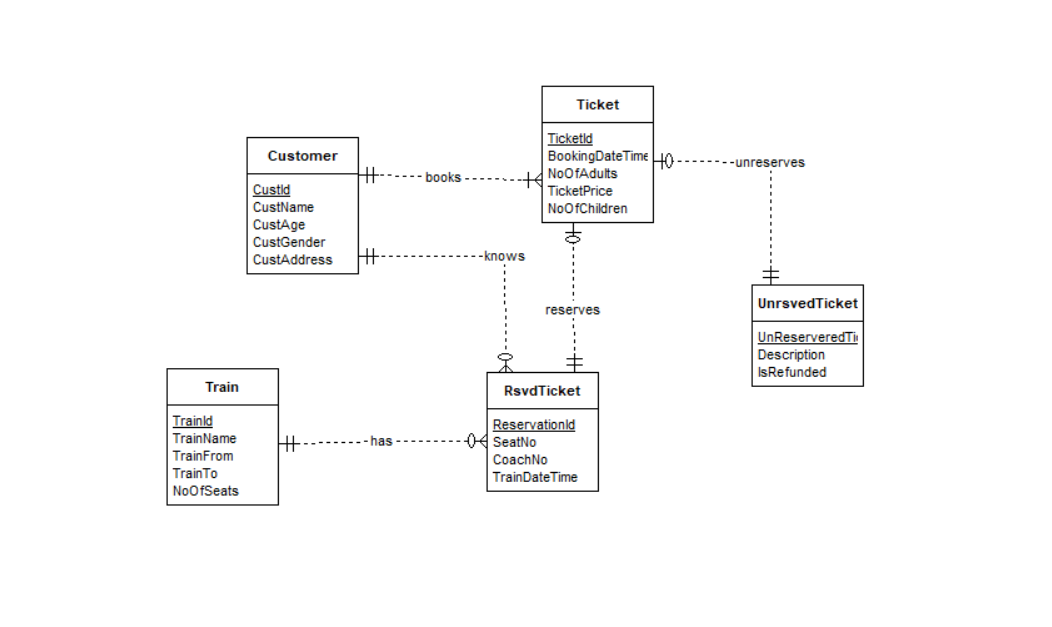 Ticket
TicketId
BookingDateTime
NoOfAdults
TicketPrice
NoOfChildren
Customer
CustId
CustName
CustAge
CustGender
CustAddress
books
unreserves
knows
reserves
UnrsvedTicket
Description
IsRefunded
Train
TrainId
TrainName
TrainFrom
TrainTo
NoOfSeats
has
RsvdTicket
ReservationId
SeatNo
CoachNo
TrainDateTime